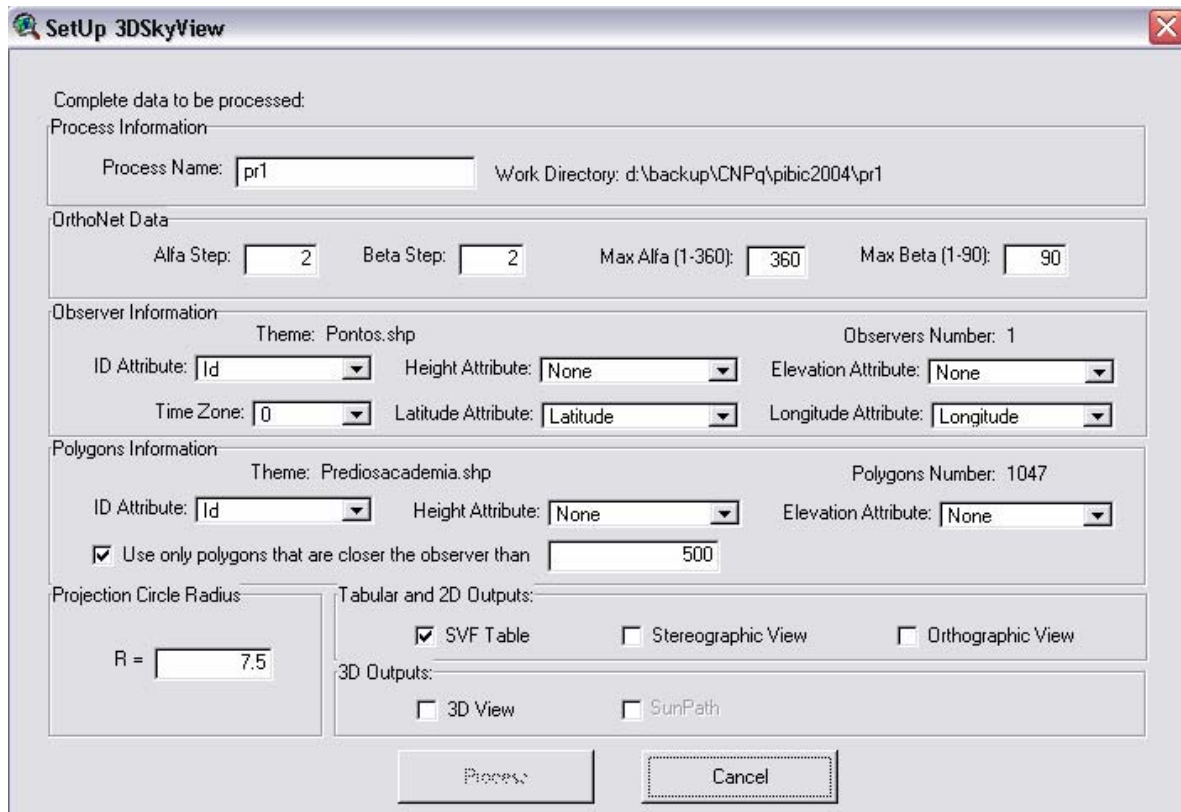 SetUp 3DSkyView
Complete data to be processed:
Process Information
Process Name: pr1 Work Directory: d:\backup\CNPq\pibic2004\pr1
OrthoNet Data
Alfa Step: 2 Beta Step: 2 Max Alfa (1-360): 360 Max Beta (1-90): 90
Observer Information
Theme: Pontos.shp Observers Number: 1
ID Attribute: Id Height Attribute: None Elevation Attribute: None
Time Zone: 0 Latitude Attribute: Latitude Longitude Attribute: Longitude
Polygons Information
Theme: Prediosacademia.shp Polygons Number: 1047
ID Attribute: Id Height Attribute: None Elevation Attribute: None
Use only polygons that are closer the observer than 500
Projection Circle Radius
R = 7.5
Tabular and 2D Outputs:
SVF Table Stereographic View Orthographic View
3D Outputs:
3D View SunPath
Process Cancel